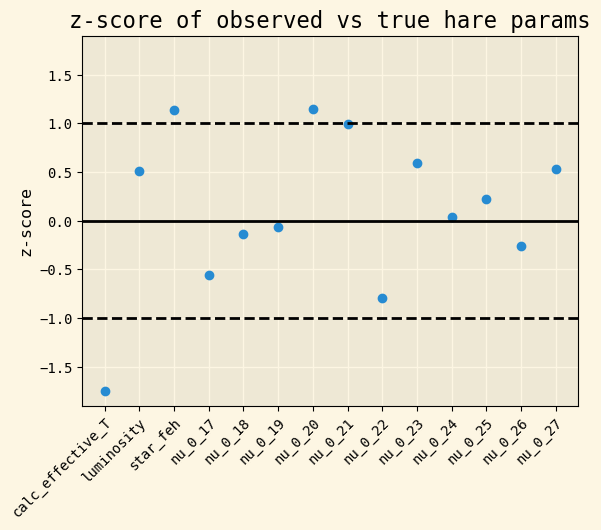 z-score of observed vs true hare params
z-score
1.5
1.0
0.5
0.0
−0.5
−1.0
−1.5
calc_effective_T
luminosity
star_feh
nu_0_17
nu_0_18
nu_0_19
nu_0_20
nu_0_21
nu_0_22
nu_0_23
nu_0_24
nu_0_25
nu_0_26
nu_0_27